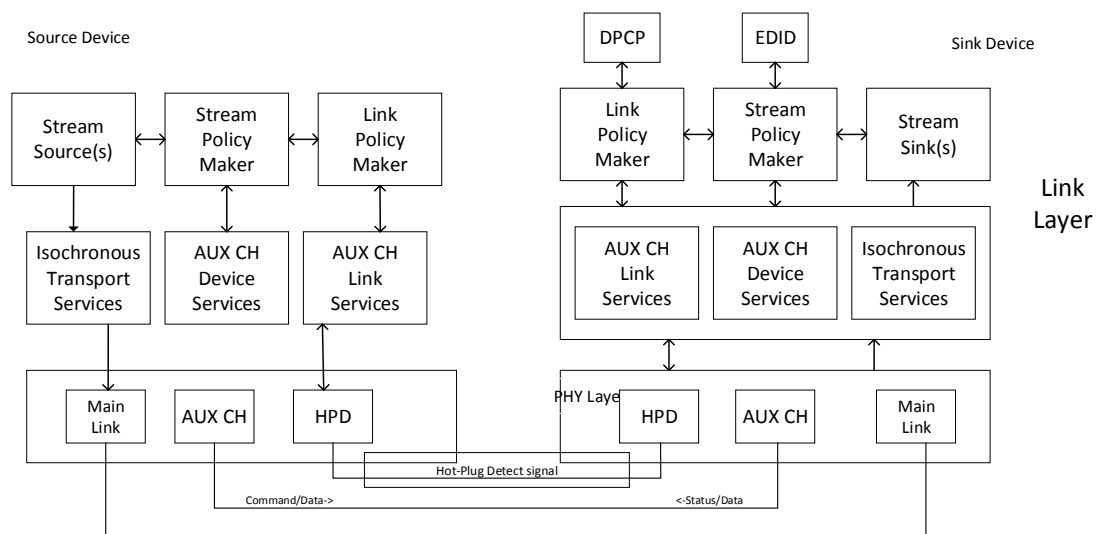 Source Device
DPCP
EDID
Sink Device
Stream
Source(s)
Stream
Policy
Maker
Link
Policy
Maker
Link
Policy
Maker
Stream
Policy
Maker
Stream
Sink(s)
Link
Layer
Isochronous
Transport
Services
AUX CH
Device
Services
AUX CH
Link
Services
AUX CH
Link
Services
AUX CH
Device
Services
Isochronous
Transport
Services
Main
Link
AUX CH
HPD
PHY Laye
HPD
AUX CH
Main
Link
Hot-Plug Detect signal
Command/Data->
<-Status/Data